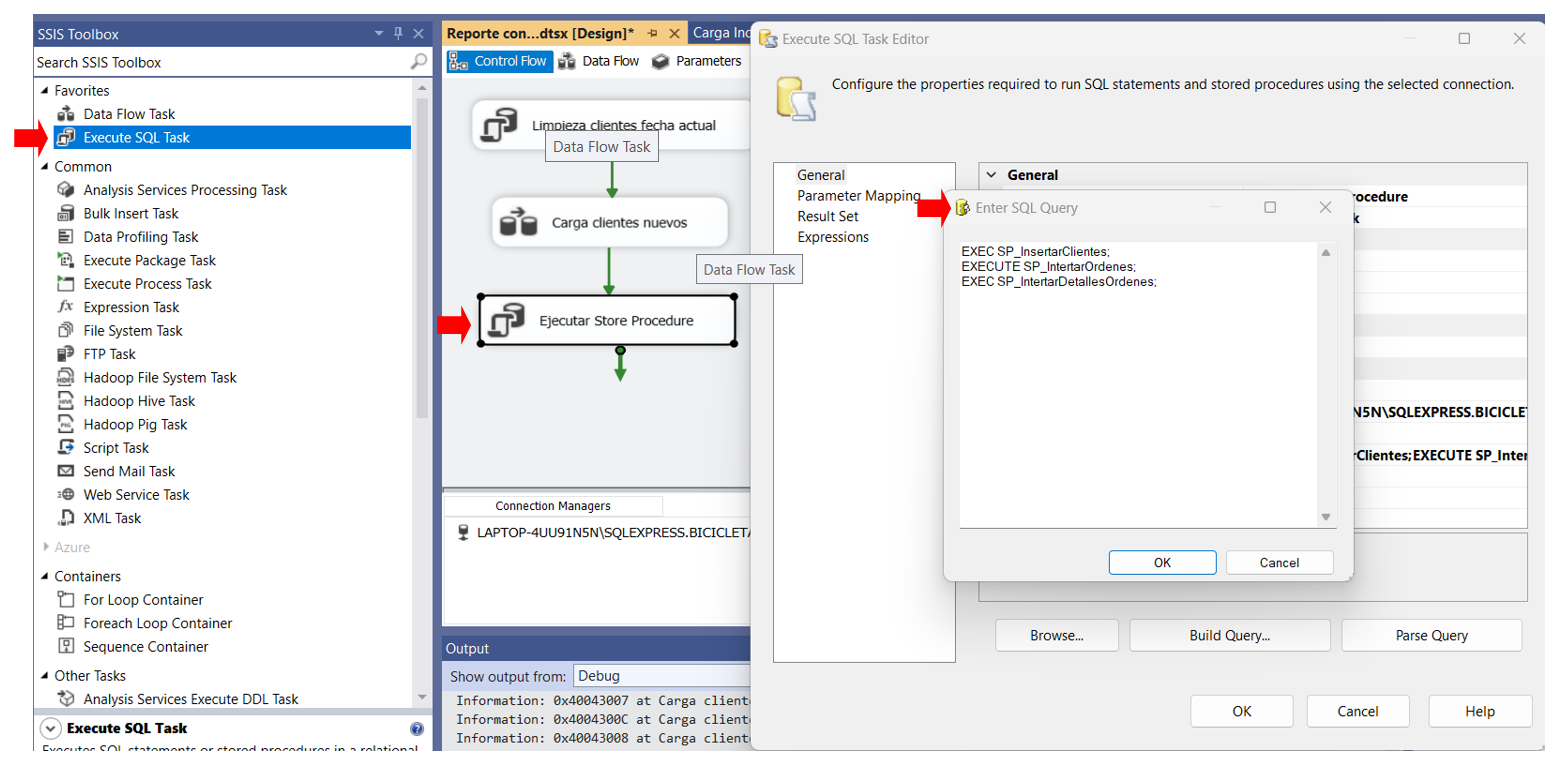 SSIS Toolbox
Search SSIS Toolbox
Favorites
Data Flow Task
Execute SQL Task
Common
Analysis Services Processing Task
Bulk Insert Task
Data Profiling Task
Execute Package Task
Execute Process Task
Expression Task
File System Task
FTP Task
Hadoop File System Task
Hadoop Hive Task
Hadoop Pig Task
Script Task
Send Mail Task
Web Service Task
XML Task
Azure
Containers
For Loop Container
Foreach Loop Container
Sequence Container
Other Tasks
Analysis Services Execute DDL Task
Execute SQL Task
Executes SQL statements or stored procedures in a relational
Reporte con...dtsx [Design]*
Carga Inc
Control Flow
Data Flow
Parameters
Limpieza clientes fecha actual
Data Flow Task
Carga clientes nuevos
Data Flow Task
Ejecutar Store Procedure
Connection Managers
LAPTOP-4UU91N5N\SQLEXPRESS.BICICLETA
Output
Show output from: Debug
Information: 0x40043007 at Carga cliente
Information: 0x4004300C at Carga cliente
Information: 0x40043008 at Carga cliente
Execute SQL Task Editor
Configure the properties required to run SQL statements and stored procedures using the selected connection.
General
Parameter Mapping
Result Set
Expressions
General
ocedure
k
N5N\SQLEXPRESS.BICICLET
rClientes;EXECUTE SP_Inter
Enter SQL Query
EXEC SP_InsertarClientes;
EXECUTE SP_IntertarOrdenes;
EXEC SP_IntertarDetallesOrdenes;
OK Cancel
Browse... Build Query... Parse Query
OK Cancel Help